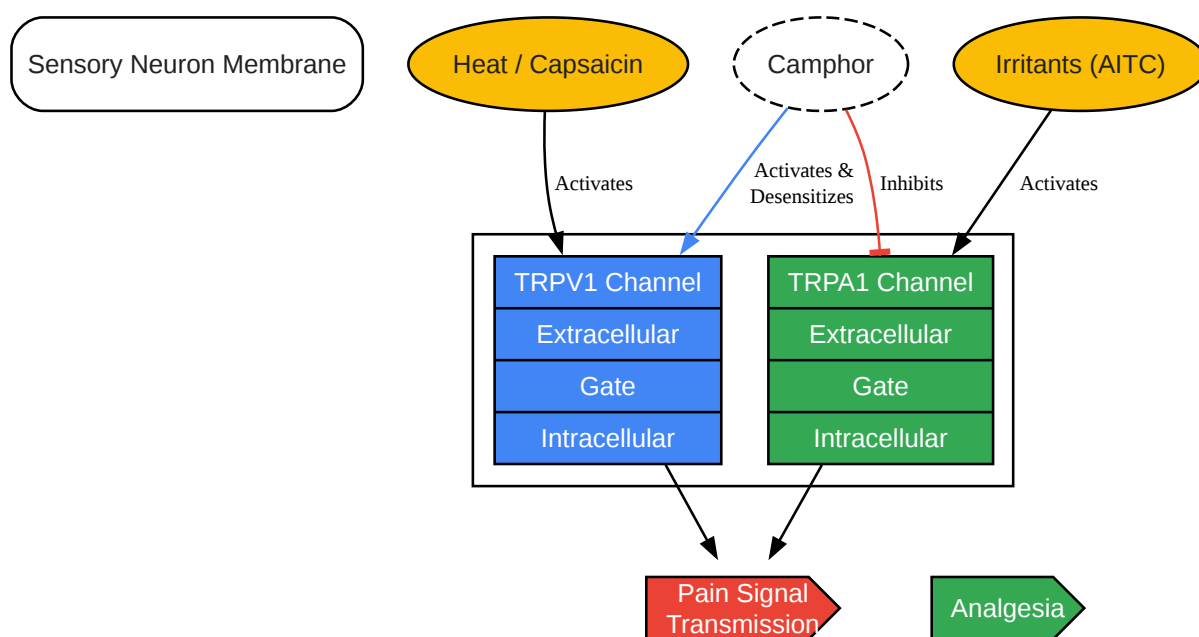 Sensory Neuron Membrane
Heat / Capsaicin
Camphor
Irritants (AITC)
Activates
Activates &
Desensitizes
Inhibits
Activates
TRPV1 Channel
Extracellular
Gate
Intracellular
TRPA1 Channel
Extracellular
Gate
Intracellular
Pain Signal
Transmission
Analgesia